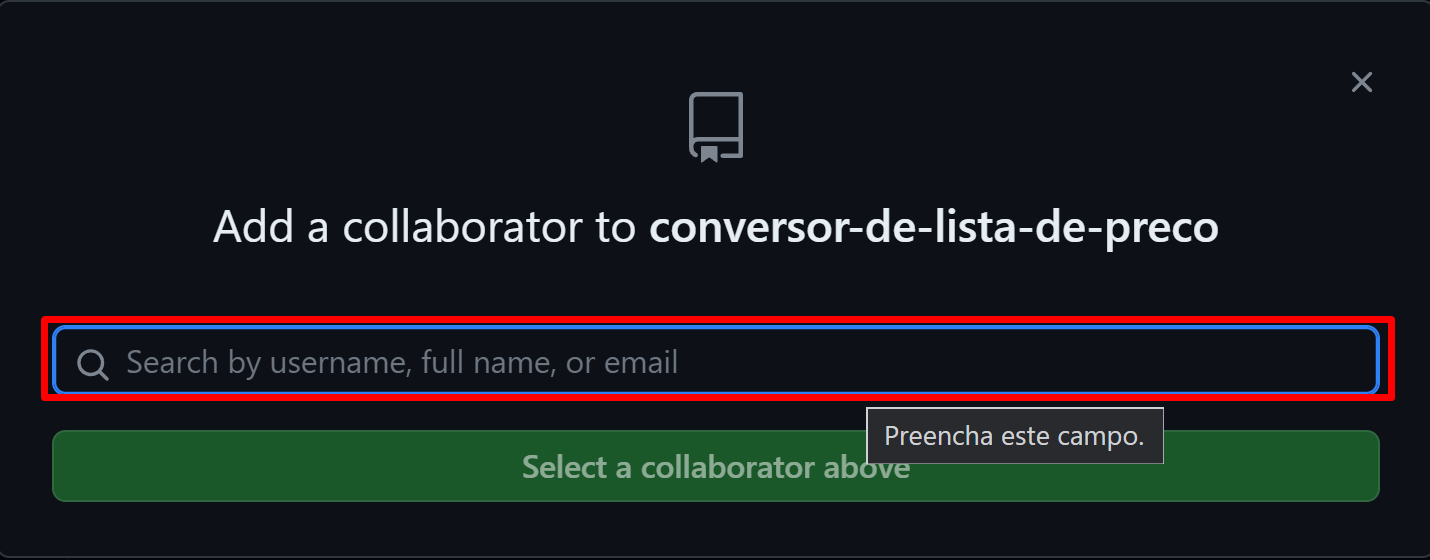 Add a collaborator to conversor-de-lista-de-preco
Search by username, full name, or email
Preencha este campo.
Select a collaborator above